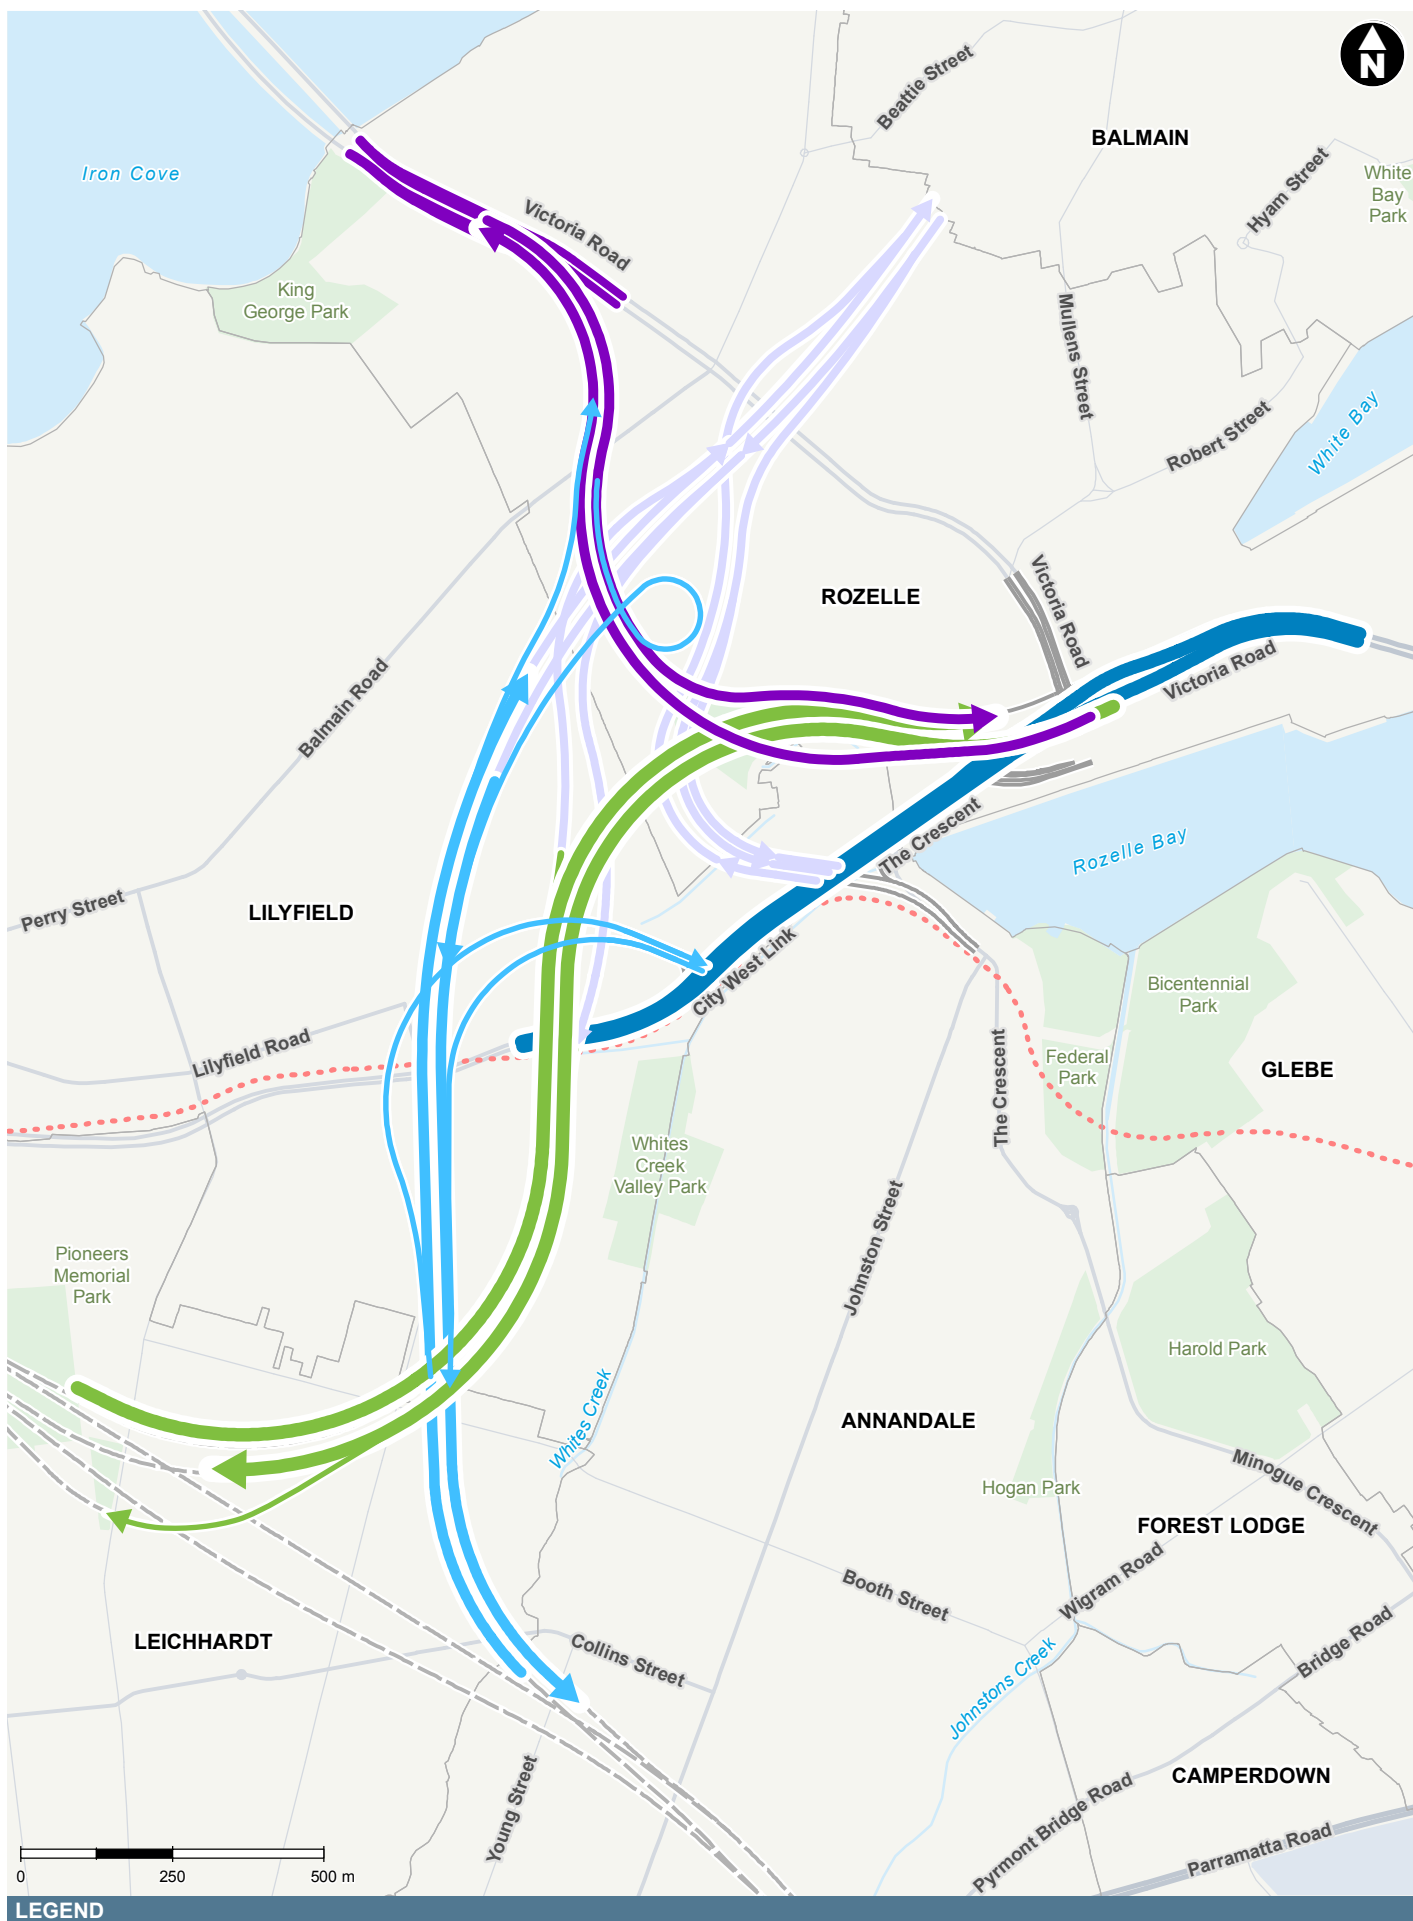 N
Beattie Street
BALMAIN
Iron Cove
Hyam Street
White
Bay
Park
Victoria Road
King
George Park
Mullens Street
White Bay
Robert Street
ROZELLE
Victoria Road
Victoria Road
Balmain Road
The Crescent
Rozelle Bay
Perry Street
LILYFIELD
City West Link
Bicentennial
Park
Lilyfield Road
Federal
Park
GLEBE
The Crescent
Whites
Creek
Valley Park
Johnston Street
Pioneers
Memorial
Park
Harold Park
Whites Creek
ANNANDALE
Hogan Park
Minogue Crescent
FOREST LODGE
Wigram Road
Booth Street
Bridge Road
LEICHHARDT
Collins Street
Johnstons Creek
CAMPERDOWN
Young Street
Pyrmont Bridge Road
Parramatta Road
0 250 500 m
LEGEND